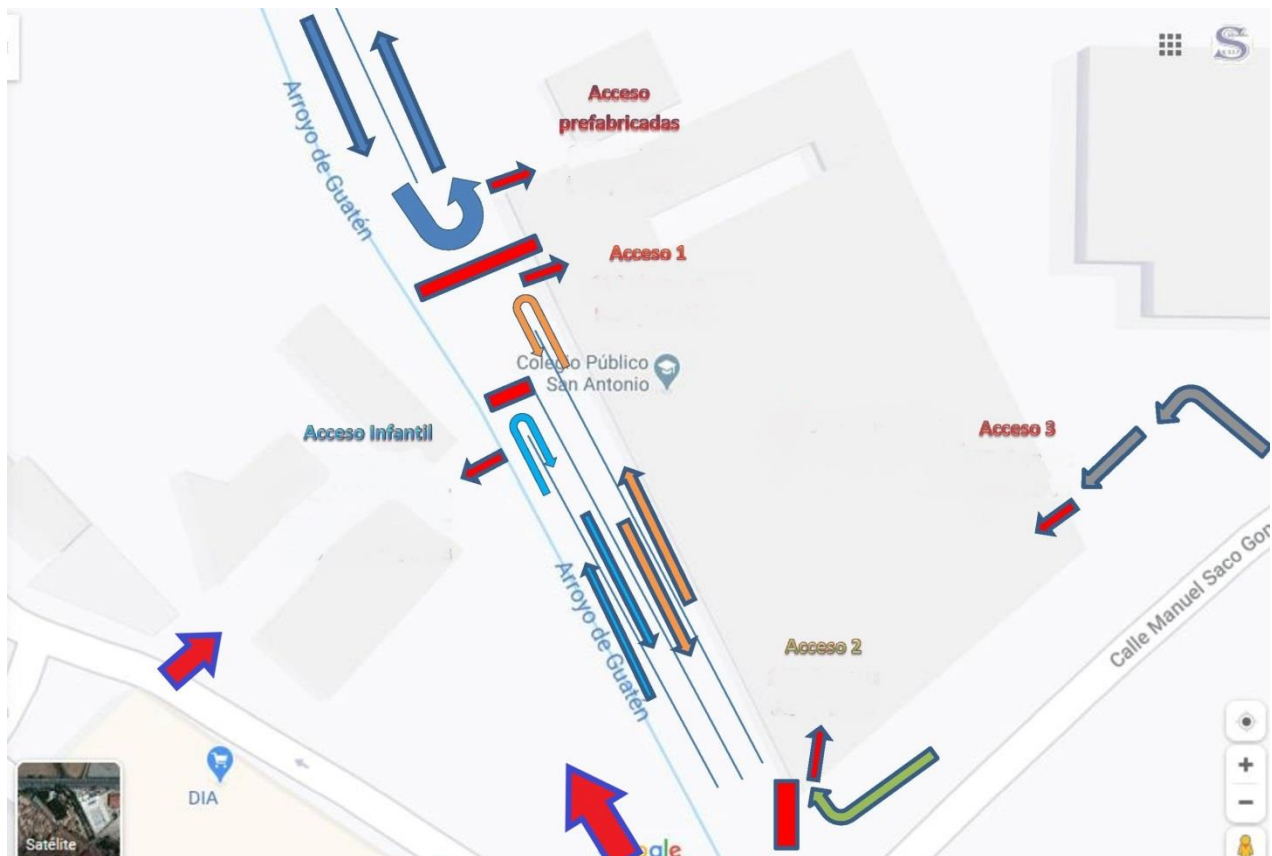 Arroyo de Guatén
Acceso
prefabricadas
Acceso 1
Colegio Público
San Antonio
Acceso Infantil
Acceso 3
Arroyo de Guatén
Acceso 2
Calle Manuel Saco Gon
DIA
Satélite
gle
S